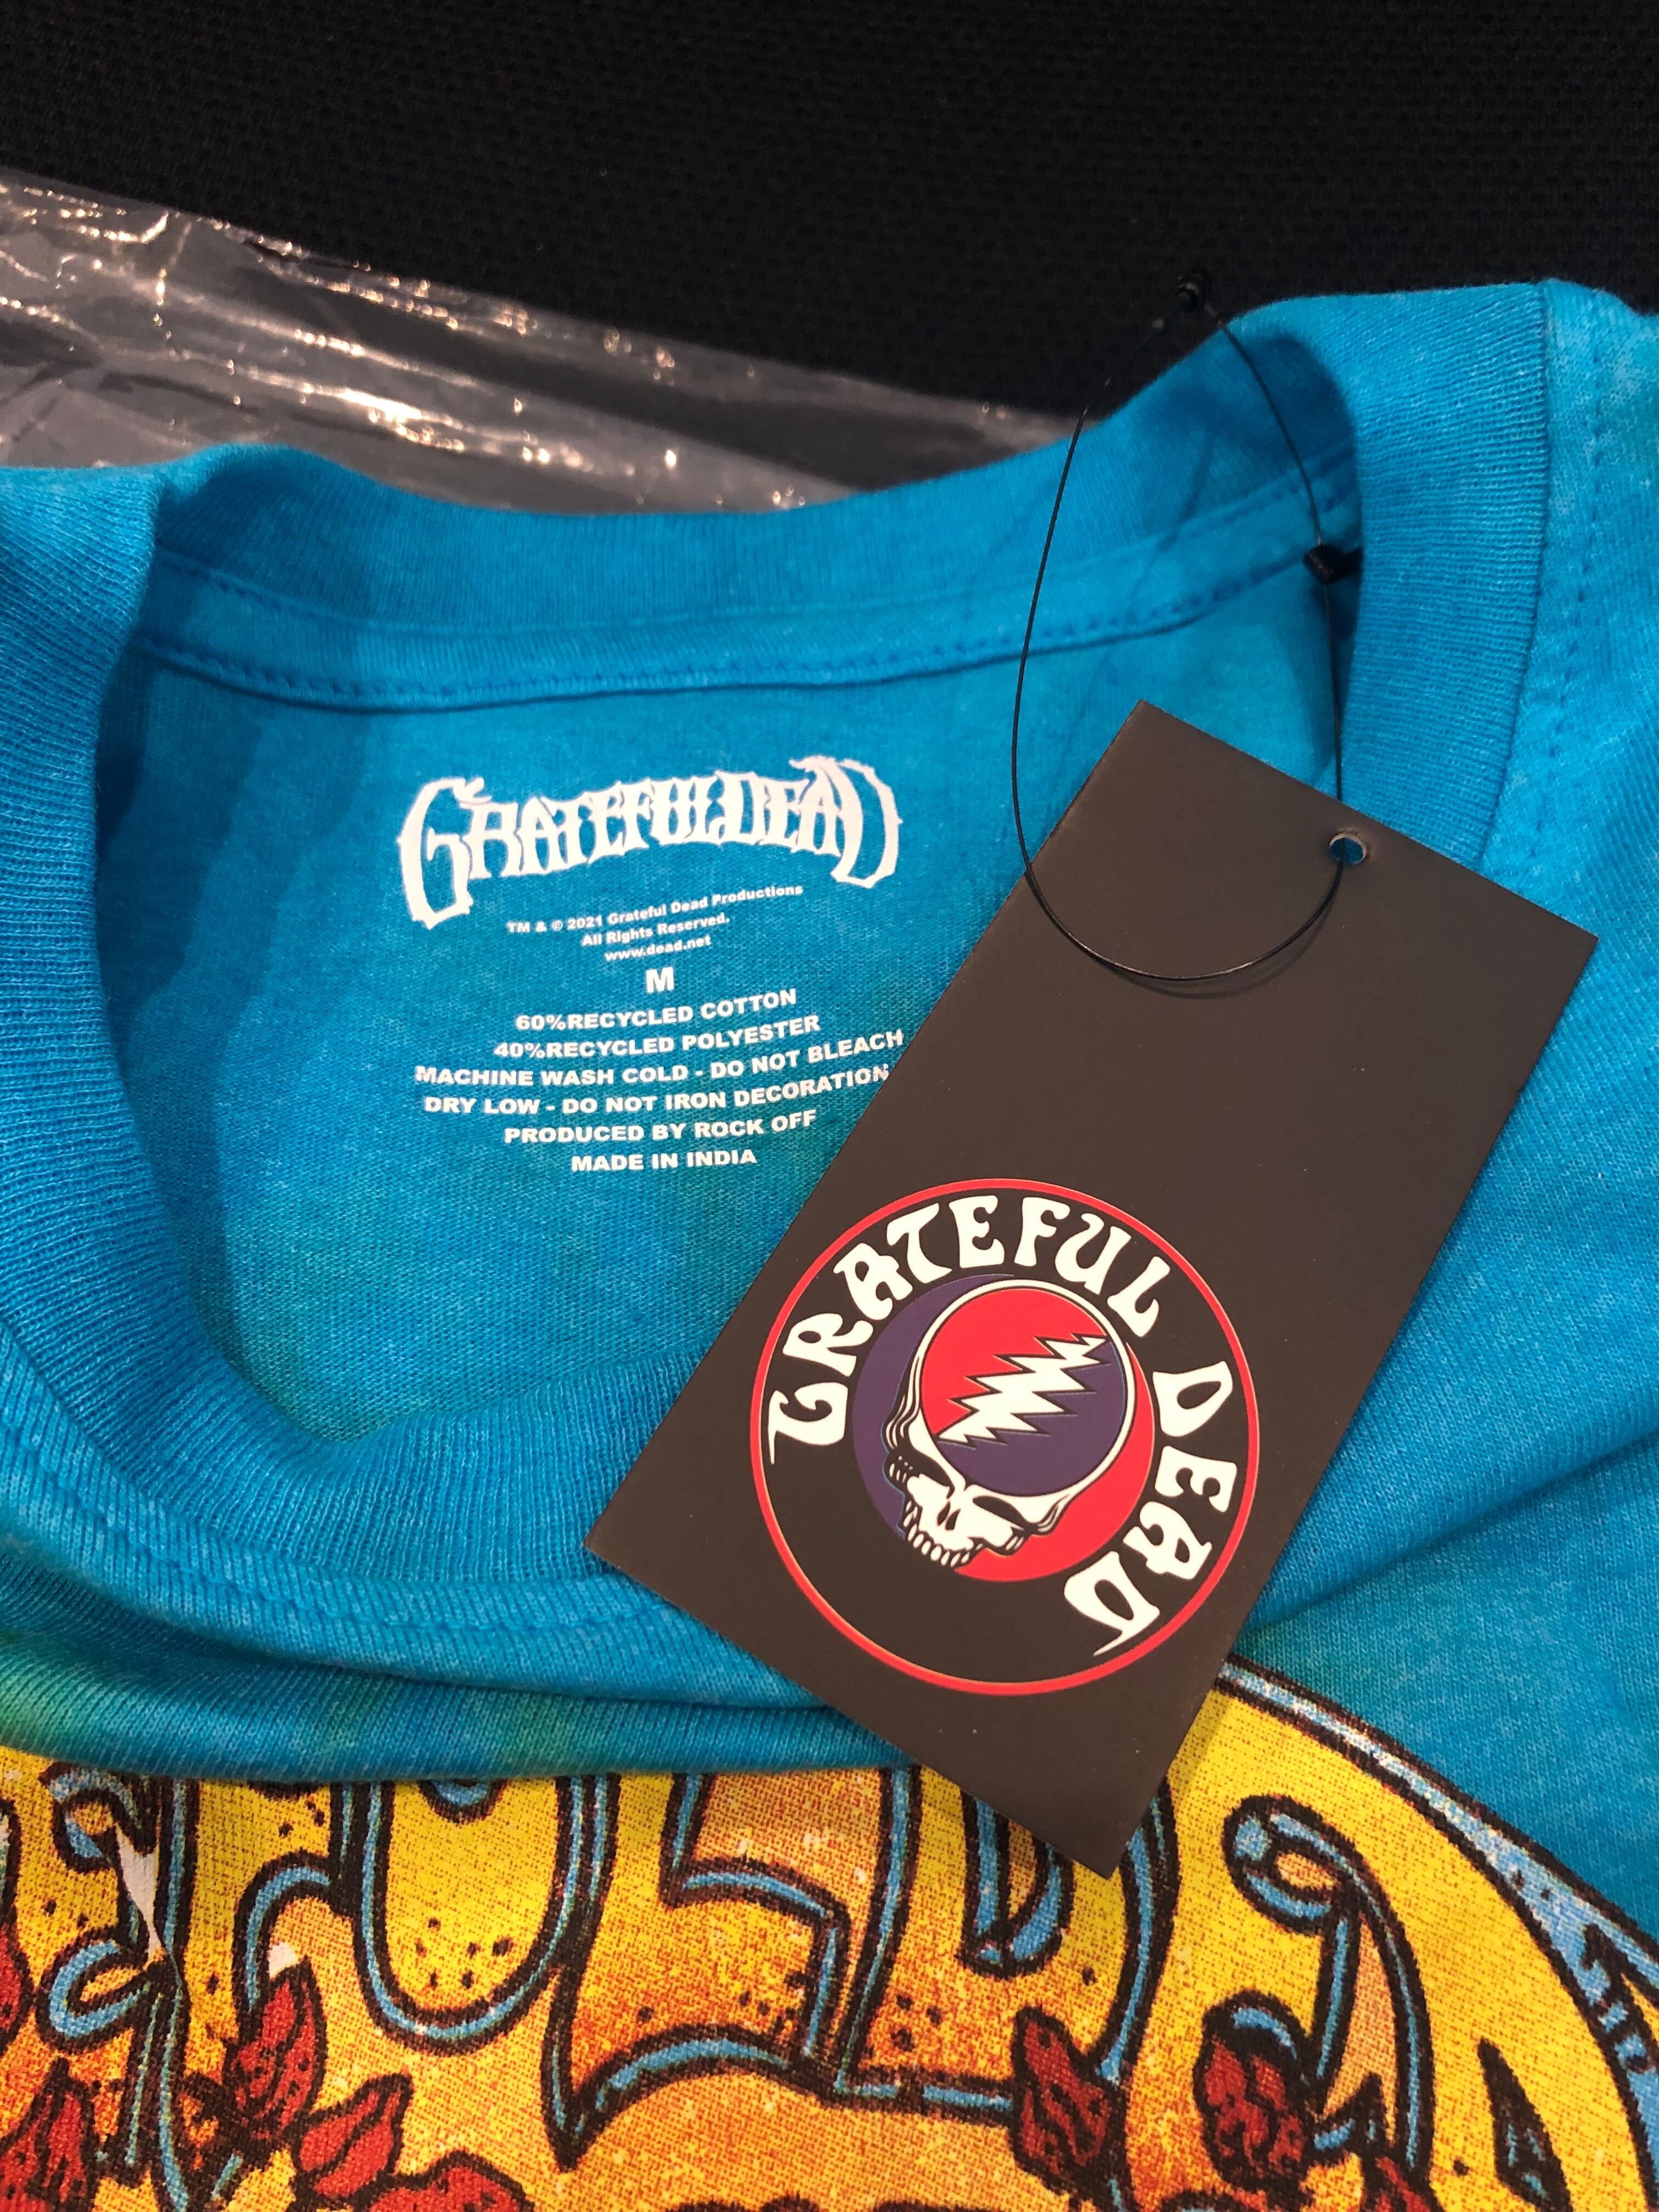 GRATEFUL DEAD
TM & © 2021 Grateful Dead Productions
All Rights Reserved.
www.dead.net
M
60%RECYCLED COTTON
40%RECYCLED POLYESTER
MACHINE WASH COLD - DO NOT BLEACH
DRY LOW - DO NOT IRON DECORATION
PRODUCED BY ROCK OFF
MADE IN INDIA
GRATEFUL DEAD